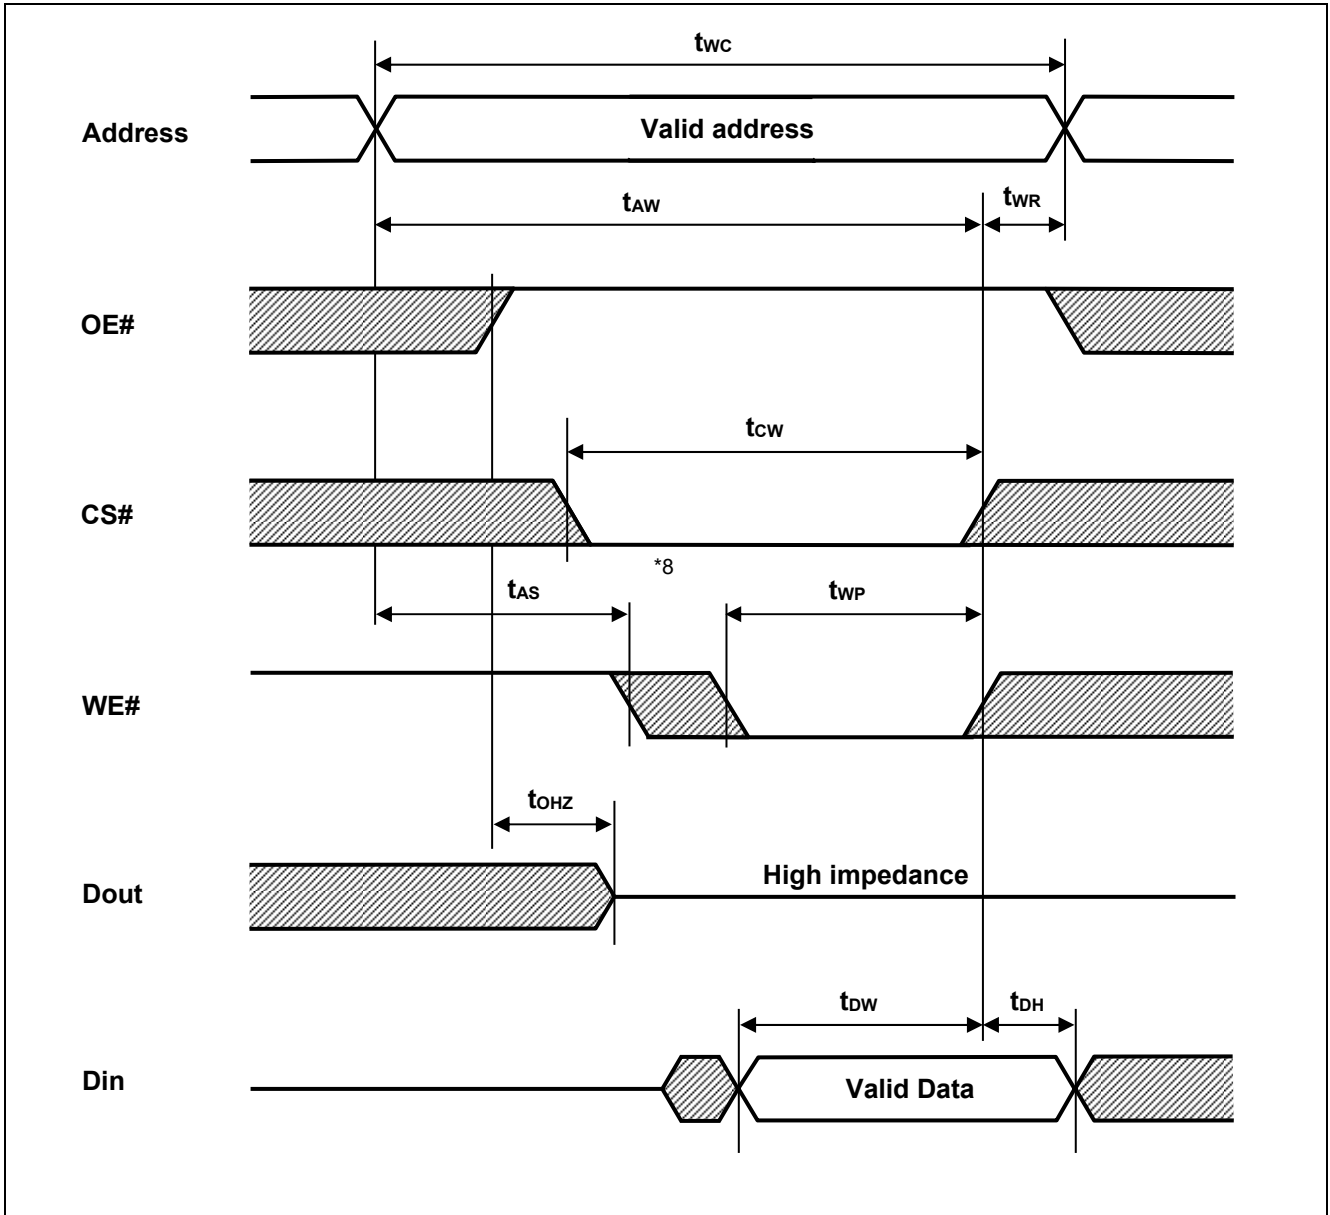 tWC
Address
Valid address
tAW
tWR
OE#
tCW
CS#
*8
tAS
tWP
WE#
tOHZ
High impedance
Dout
tDW
tDH
Din
Valid Data